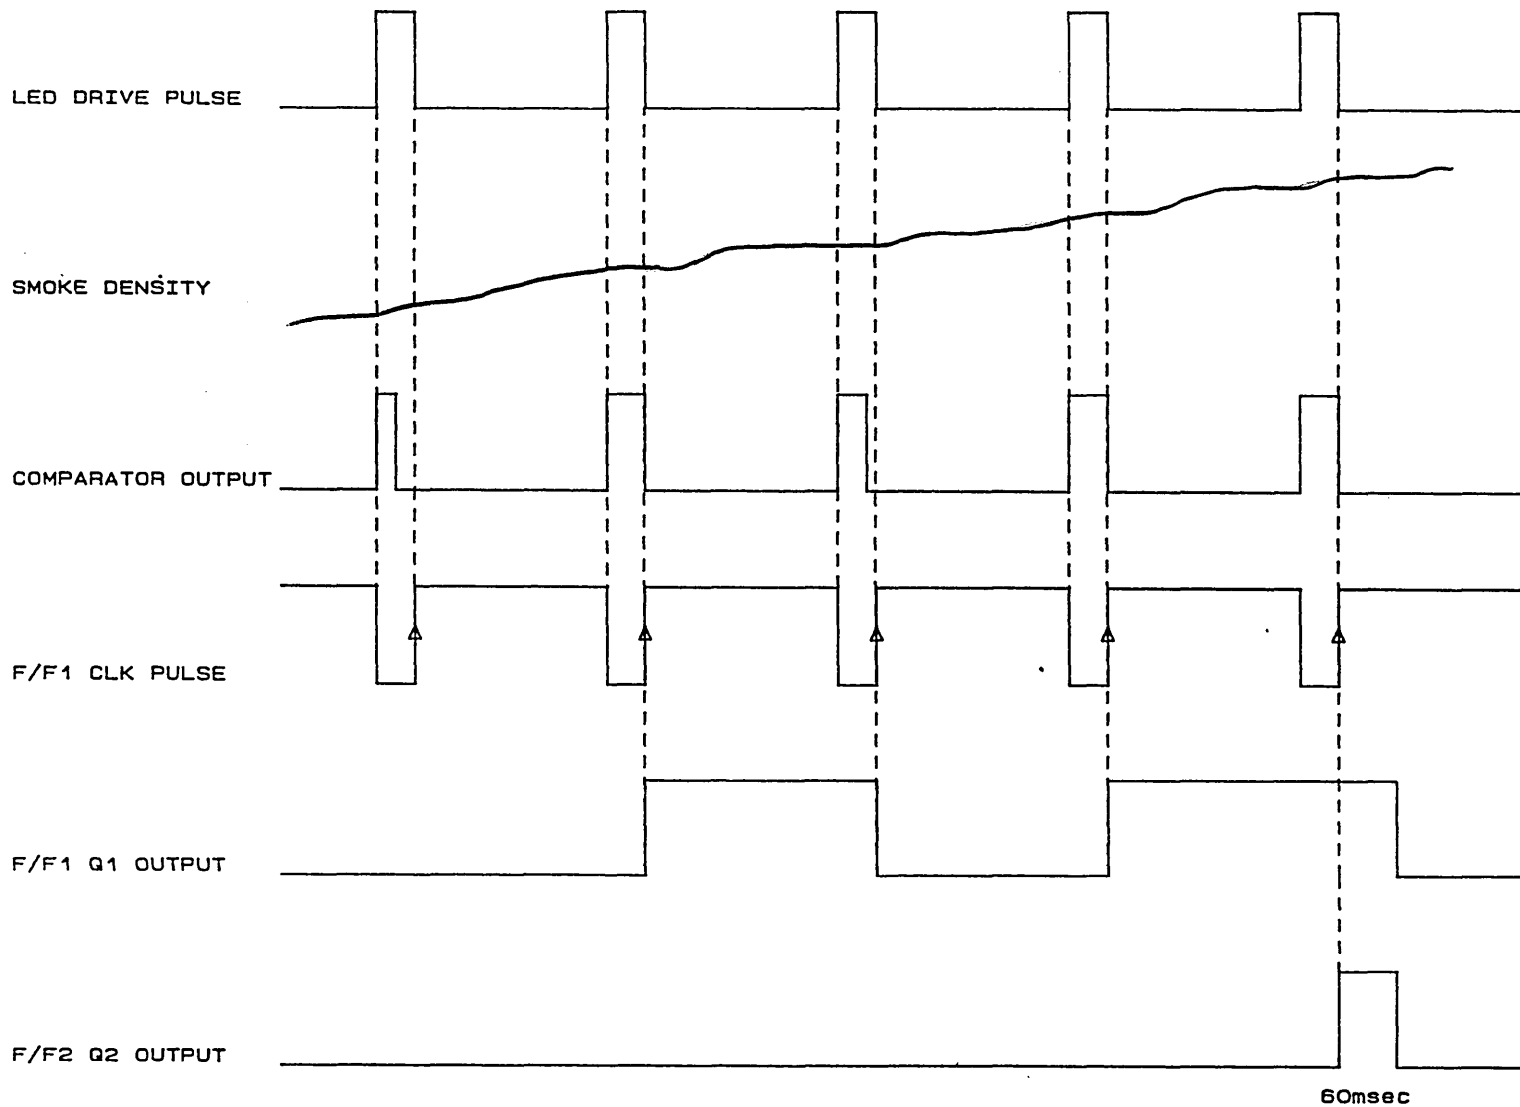 LED DRIVE PULSE
SMOKE DENSITY
COMPARATOR OUTPUT
F/F1 CLK PULSE
F/F1 Q1 OUTPUT
F/F2 Q2 OUTPUT
60msec